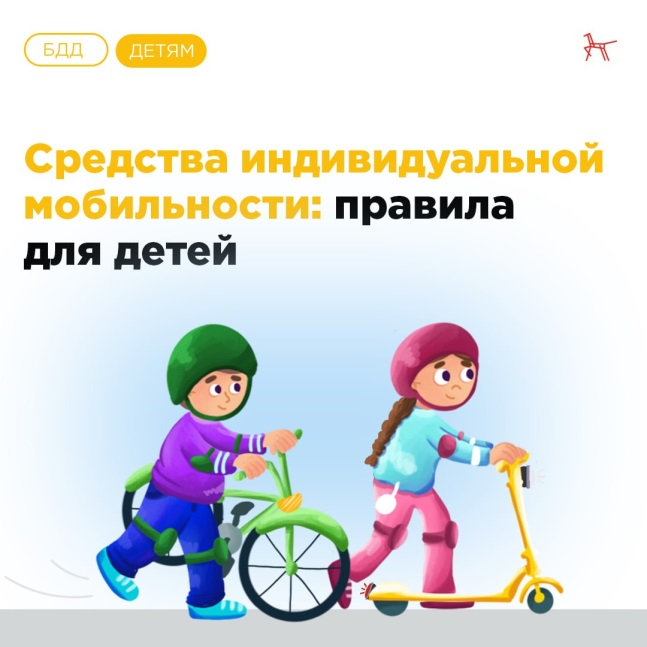 БДД
ДЕТЯМ
Средства индивидуальной
мобильности: правила
для детей